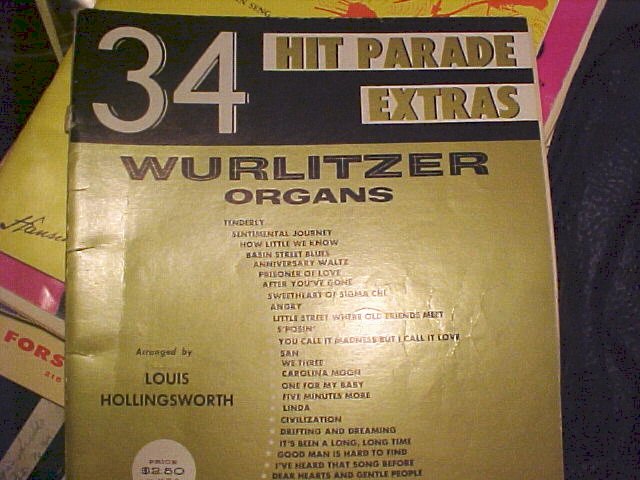 34
HIT PARADE
EXTRAS
WURLITZER
ORGANS
TENDERLY
SENTIMENTAL JOURNEY
HOW LITTLE WE KNOW
BASIN STREET BLUES
ANNIVERSARY WALTZ
PRISONER OF LOVE
AFTER YOU'VE GONE
SWEETHEART OF SIGMA CHI
ANGRY
LITTLE STREET WHERE OLD FRIENDS MEET
S'POSIN'
YOU CALL IT MADNESS BUT I CALL IT LOVE
SAN
WE THREE
CAROLINA MOON
ONE FOR MY BABY
FIVE MINUTES MORE
LINDA
CIVILIZATION
DRIFTING AND DREAMING
IT'S BEEN A LONG, LONG TIME
GOOD MAN IS HARD TO FIND
I'VE HEARD THAT SONG BEFORE
DEAR HEARTS AND GENTLE PEOPLE
Arranged by
LOUIS
HOLLINGSWORTH
PRICE
$2.50
Hansen
FORS